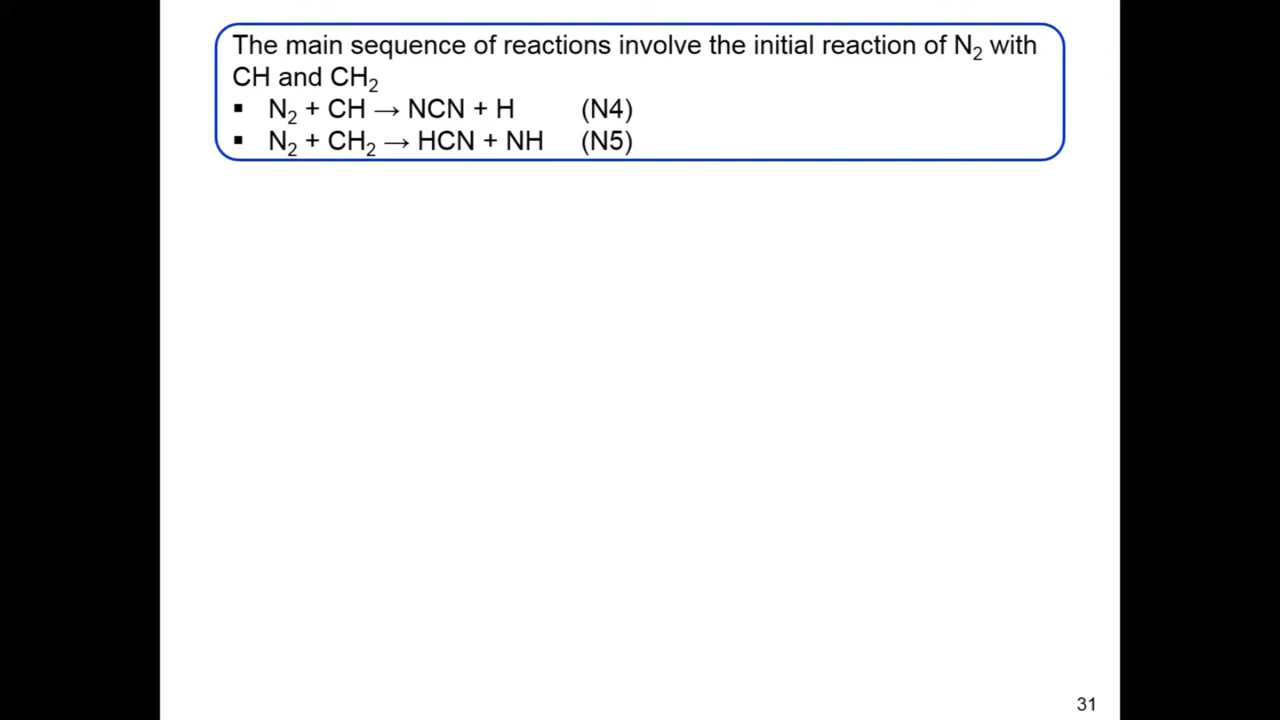 The main sequence of reactions involve the initial reaction of N₂ with
CH and CH₂
▪ N₂ + CH → NCN + H (N4)
▪ N₂ + CH₂ → HCN + NH (N5)
31